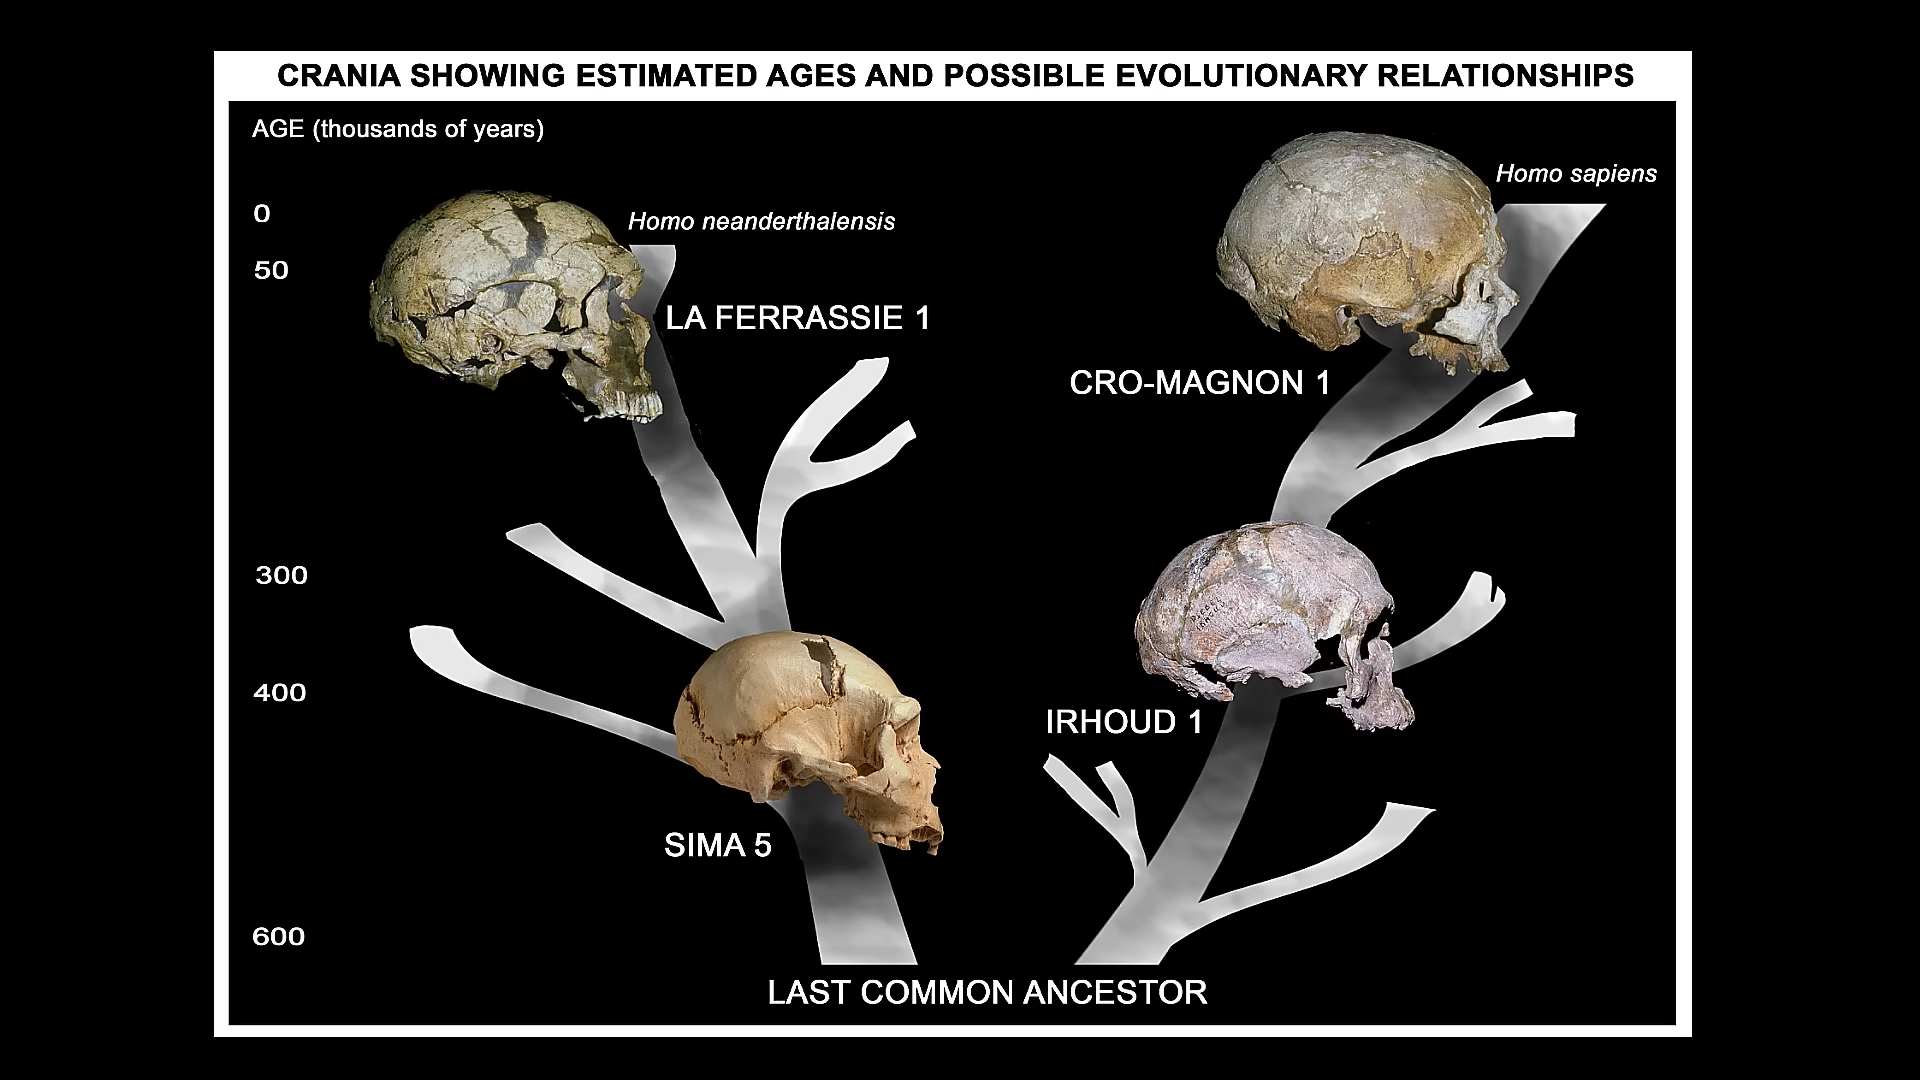 CRANIA SHOWING ESTIMATED AGES AND POSSIBLE EVOLUTIONARY RELATIONSHIPS
AGE (thousands of years)
Homo sapiens
0
Homo neanderthalensis
50
LA FERRASSIE 1
CRO-MAGNON 1
300
400
IRHOUD 1
SIMA 5
600
LAST COMMON ANCESTOR